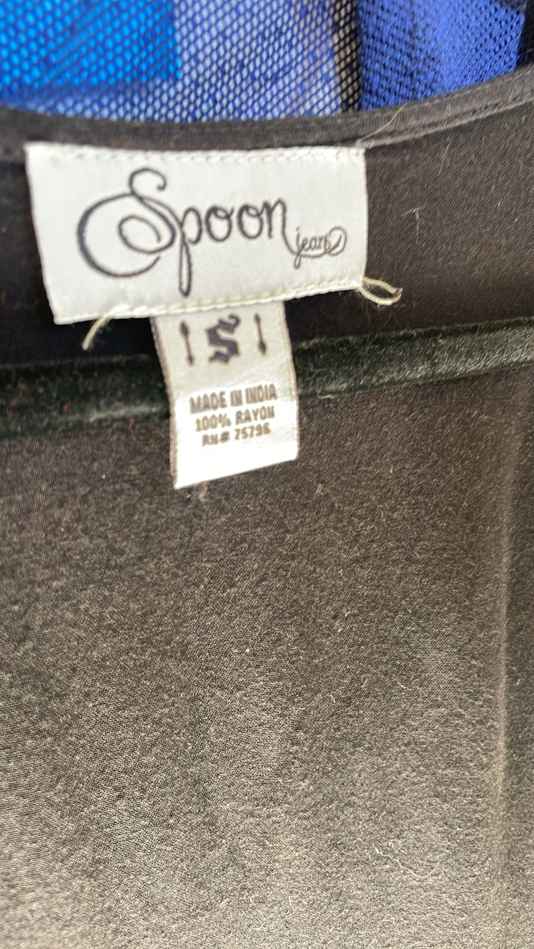 Spoon
jeans
S
MADE IN INDIA
100% RAYON
RN# 75796